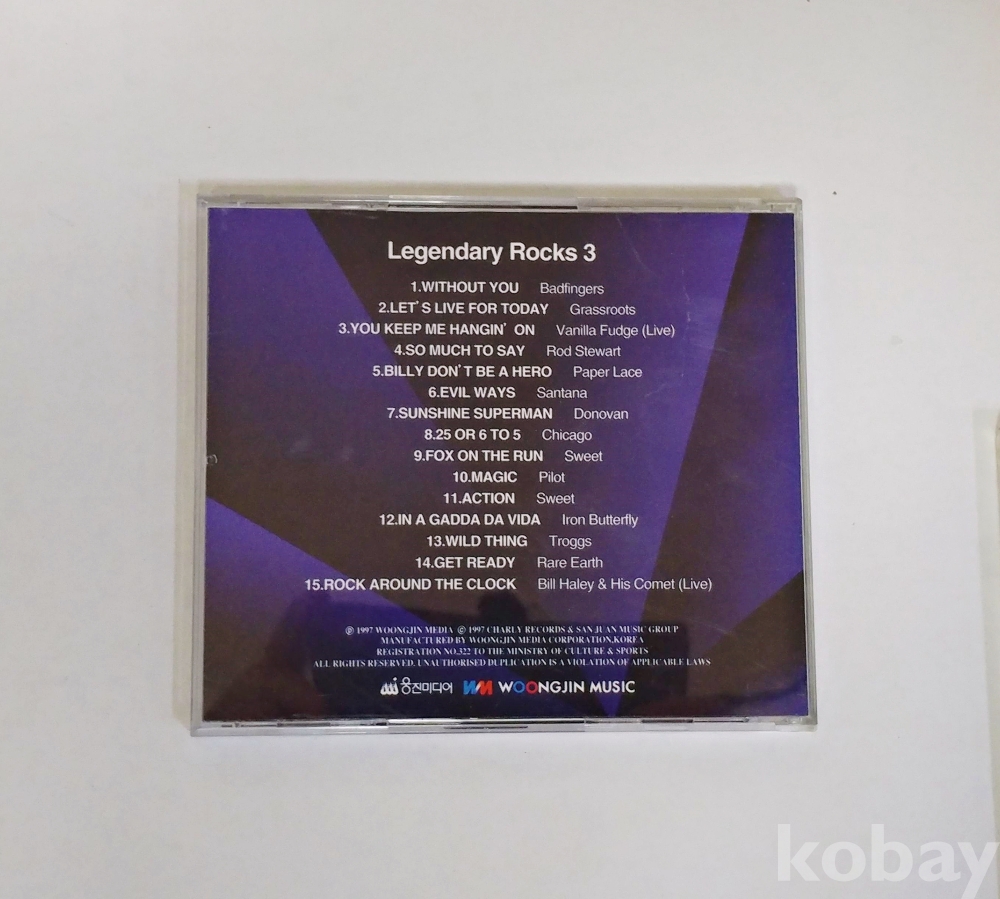 Legendary Rocks 3
1.WITHOUT YOU Badfingers
2.LET'S LIVE FOR TODAY Grassroots
3.YOU KEEP ME HANGIN' ON Vanilla Fudge (Live)
4.SO MUCH TO SAY Rod Stewart
5.BILLY DON'T BE A HERO Paper Lace
6.EVIL WAYS Santana
7.SUNSHINE SUPERMAN Donovan
8.25 OR 6 TO 5 Chicago
9.FOX ON THE RUN Sweet
10.MAGIC Pilot
11.ACTION Sweet
12.IN A GADDA DA VIDA Iron Butterfly
13.WILD THING Troggs
14.GET READY Rare Earth
15.ROCK AROUND THE CLOCK Bill Haley & His Comet (Live)
℗ 1997 WOONGJIN MEDIA © 1997 CHARLY RECORDS & SAN JUAN MUSIC GROUP
MANUFACTURED BY WOONGJIN MEDIA CORPORATION,KOREA
REGISTRATION NO.322 TO THE MINISTRY OF CULTURE & SPORTS
ALL RIGHTS RESERVED. UNAUTHORISED DUPLICATION IS A VIOLATION OF APPLICABLE LAWS
웅진미디어 WOONGJIN MUSIC
kobay